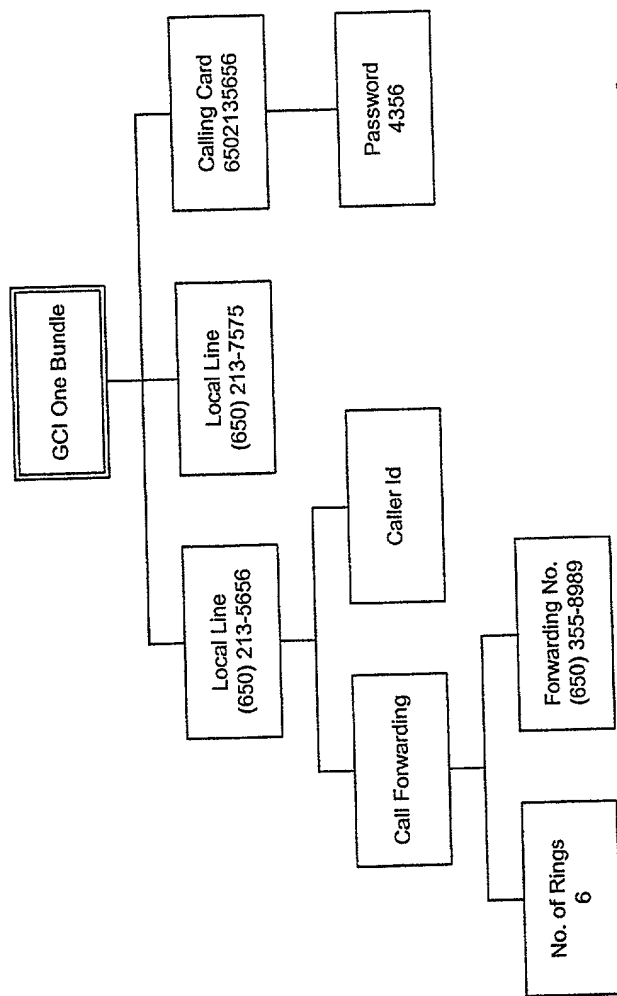 GCI One Bundle
Local Line
(650) 213-5656
Local Line
(650) 213-7575
Calling Card
6502135656
Call Forwarding
Caller Id
Password
4356
No. of Rings
6
Forwarding No.
(650) 355-8989